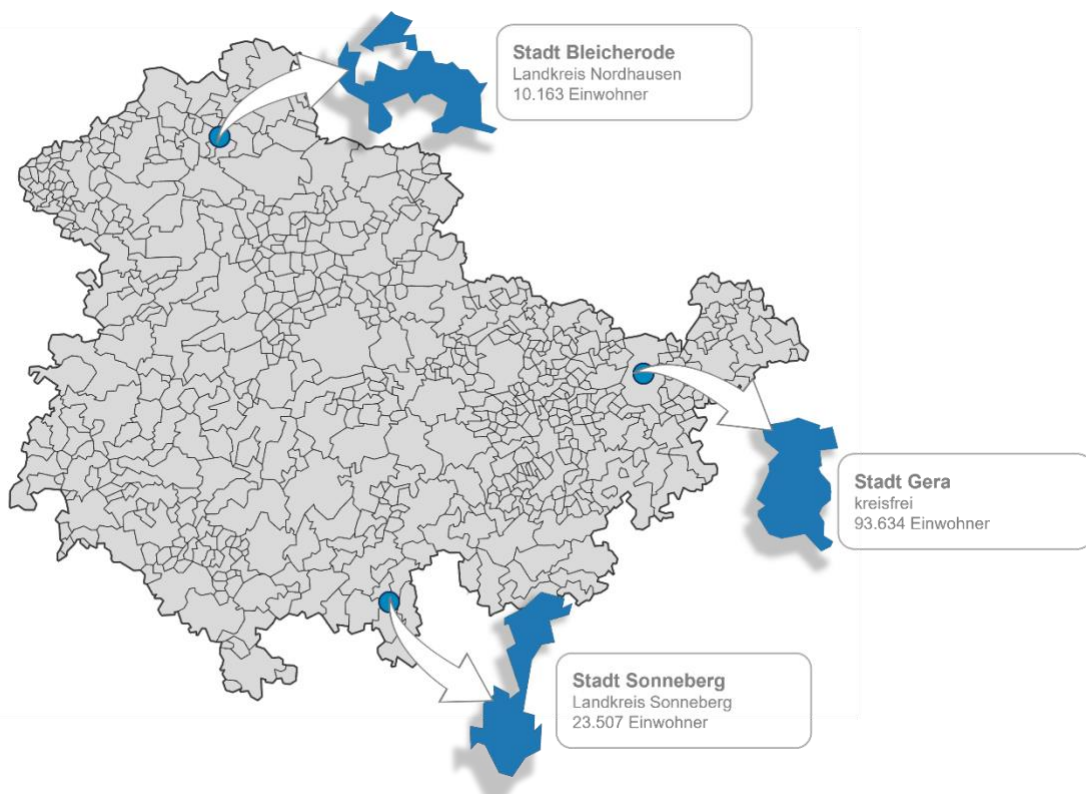 Stadt Bleicherode
Landkreis Nordhausen
10.163 Einwohner
Stadt Gera
kreisfrei
93.634 Einwohner
Stadt Sonneberg
Landkreis Sonneberg
23.507 Einwohner